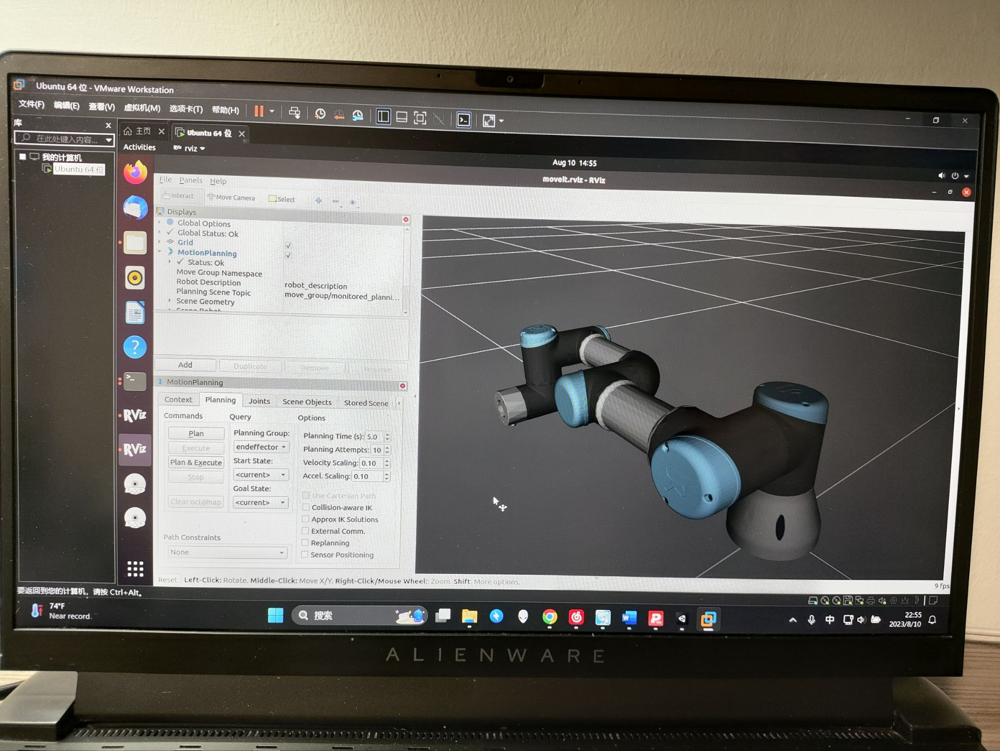 Ubuntu 64 位 - VMware Workstation
文件(F) 编辑(E) 查看(V) 虚拟机(M) 选项卡(T) 帮助(H)
库
在此处键入内容...
我的计算机
Ubuntu 64 位
主页
Ubuntu 64 位
Activities
RViz rviz
Aug 10 14:55
moveit.rviz - RViz
File Panels Help
Interact Move Camera Select
Displays
Global Options
Global Status: Ok
Grid
MotionPlanning
Status: Ok
Move Group Namespace
Robot Description robot_description
Planning Scene Topic move_group/monitored_planni...
Scene Geometry
Scene Robot
Add Duplicate Remove Rename
MotionPlanning
Context Planning Joints Scene Objects Stored Scene
Commands Query Options
Plan
Execute
Plan & Execute
Stop
Clear octomap
Planning Group:
endeffector
Start State:
<current>
Goal State:
<current>
Planning Time (s): 5.0
Planning Attempts: 10
Velocity Scaling: 0.10
Accel. Scaling: 0.10
Use Cartesian Path
Collision-aware IK
Approx IK Solutions
External Comm.
Replanning
Sensor Positioning
Path Constraints
None
Reset Left-Click: Rotate. Middle-Click: Move X/Y. Right-Click/Mouse Wheel:: Zoom. Shift: More options.
9 fps
RViz
RViz
DVD
DVD
要返回到您的计算机，请按 Ctrl+Alt。
74°F
Near record
搜索
中
22:55
2023/8/10
ALIENWARE